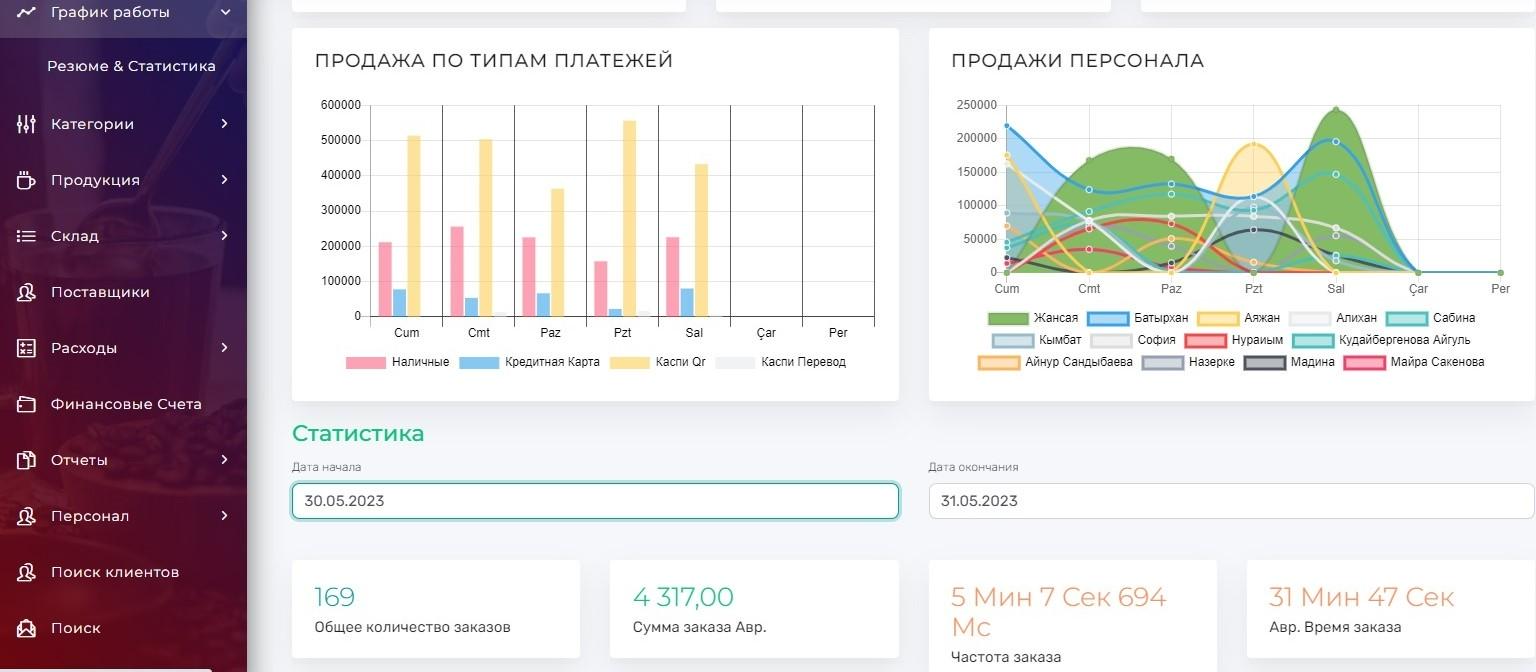 График работы
Резюме & Статистика
Категории
Продукция
Склад
Поставщики
Расходы
Финансовые Счета
Отчеты
Персонал
Поиск клиентов
Поиск
ПРОДАЖА ПО ТИПАМ ПЛАТЕЖЕЙ
600000
500000
400000
300000
200000
100000
0
Cum Cmt Paz Pzt Sal Çar Per
Наличные Кредитная Карта Каспи Qr Каспи Перевод
ПРОДАЖИ ПЕРСОНАЛА
250000
200000
150000
100000
50000
0
Cum Cmt Paz Pzt Sal Çar Per
Жансая Батырхан Аяжан Алихан Сабина
Кымбат София Нураиым Кудайбергенова Айгуль
Айнур Сандыбаева Назерке Мадина Майра Сакенова
Статистика
Дата начала
30.05.2023
Дата окончания
31.05.2023
169
Общее количество заказов
4 317,00
Сумма заказа Авр.
5 Мин 7 Сек 694
Мс
Частота заказа
31 Мин 47 Сек
Авр. Время заказа